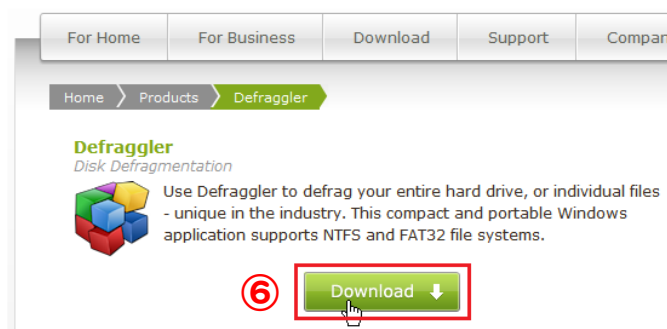 For Home For Business Download Support Compan
Home Products Defraggler
Defraggler
Disk Defragmentation
Use Defraggler to defrag your entire hard drive, or individual files
- unique in the industry. This compact and portable Windows
application supports NTFS and FAT32 file systems.
⑥ Download